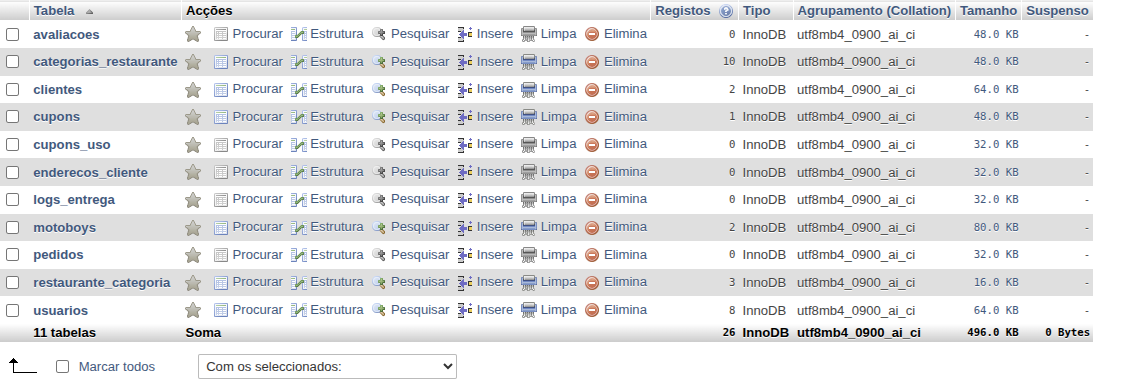 Tabela Acções Registos Tipo Agrupamento (Collation) Tamanho Suspenso
avaliacoes Procurar Estrutura Pesquisar Insere Limpa Elimina 0 InnoDB utf8mb4_0900_ai_ci 48.0 KB -
categorias_restaurante Procurar Estrutura Pesquisar Insere Limpa Elimina 10 InnoDB utf8mb4_0900_ai_ci 48.0 KB -
clientes Procurar Estrutura Pesquisar Insere Limpa Elimina 2 InnoDB utf8mb4_0900_ai_ci 64.0 KB -
cupons Procurar Estrutura Pesquisar Insere Limpa Elimina 1 InnoDB utf8mb4_0900_ai_ci 48.0 KB -
cupons_uso Procurar Estrutura Pesquisar Insere Limpa Elimina 0 InnoDB utf8mb4_0900_ai_ci 32.0 KB -
enderecos_cliente Procurar Estrutura Pesquisar Insere Limpa Elimina 0 InnoDB utf8mb4_0900_ai_ci 32.0 KB -
logs_entrega Procurar Estrutura Pesquisar Insere Limpa Elimina 0 InnoDB utf8mb4_0900_ai_ci 32.0 KB -
motoboys Procurar Estrutura Pesquisar Insere Limpa Elimina 2 InnoDB utf8mb4_0900_ai_ci 80.0 KB -
pedidos Procurar Estrutura Pesquisar Insere Limpa Elimina 0 InnoDB utf8mb4_0900_ai_ci 32.0 KB -
restaurante_categoria Procurar Estrutura Pesquisar Insere Limpa Elimina 3 InnoDB utf8mb4_0900_ai_ci 16.0 KB -
usuarios Procurar Estrutura Pesquisar Insere Limpa Elimina 8 InnoDB utf8mb4_0900_ai_ci 64.0 KB -
11 tabelas Soma 26 InnoDB utf8mb4_0900_ai_ci 496.0 KB 0 Bytes
Marcar todos Com os seleccionados: